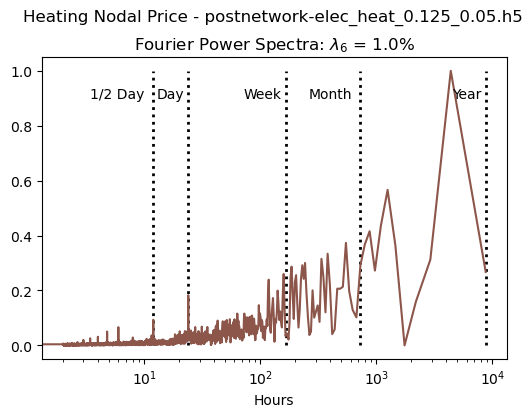 Heating Nodal Price - postnetwork-elec_heat_0.125_0.05.h5
Fourier Power Spectra: λ₆ = 1.0%
1.0
0.8
0.6
0.4
0.2
0.0
1/2 Day
Day
Week
Month
Year
10¹
10²
10³
10⁴
Hours